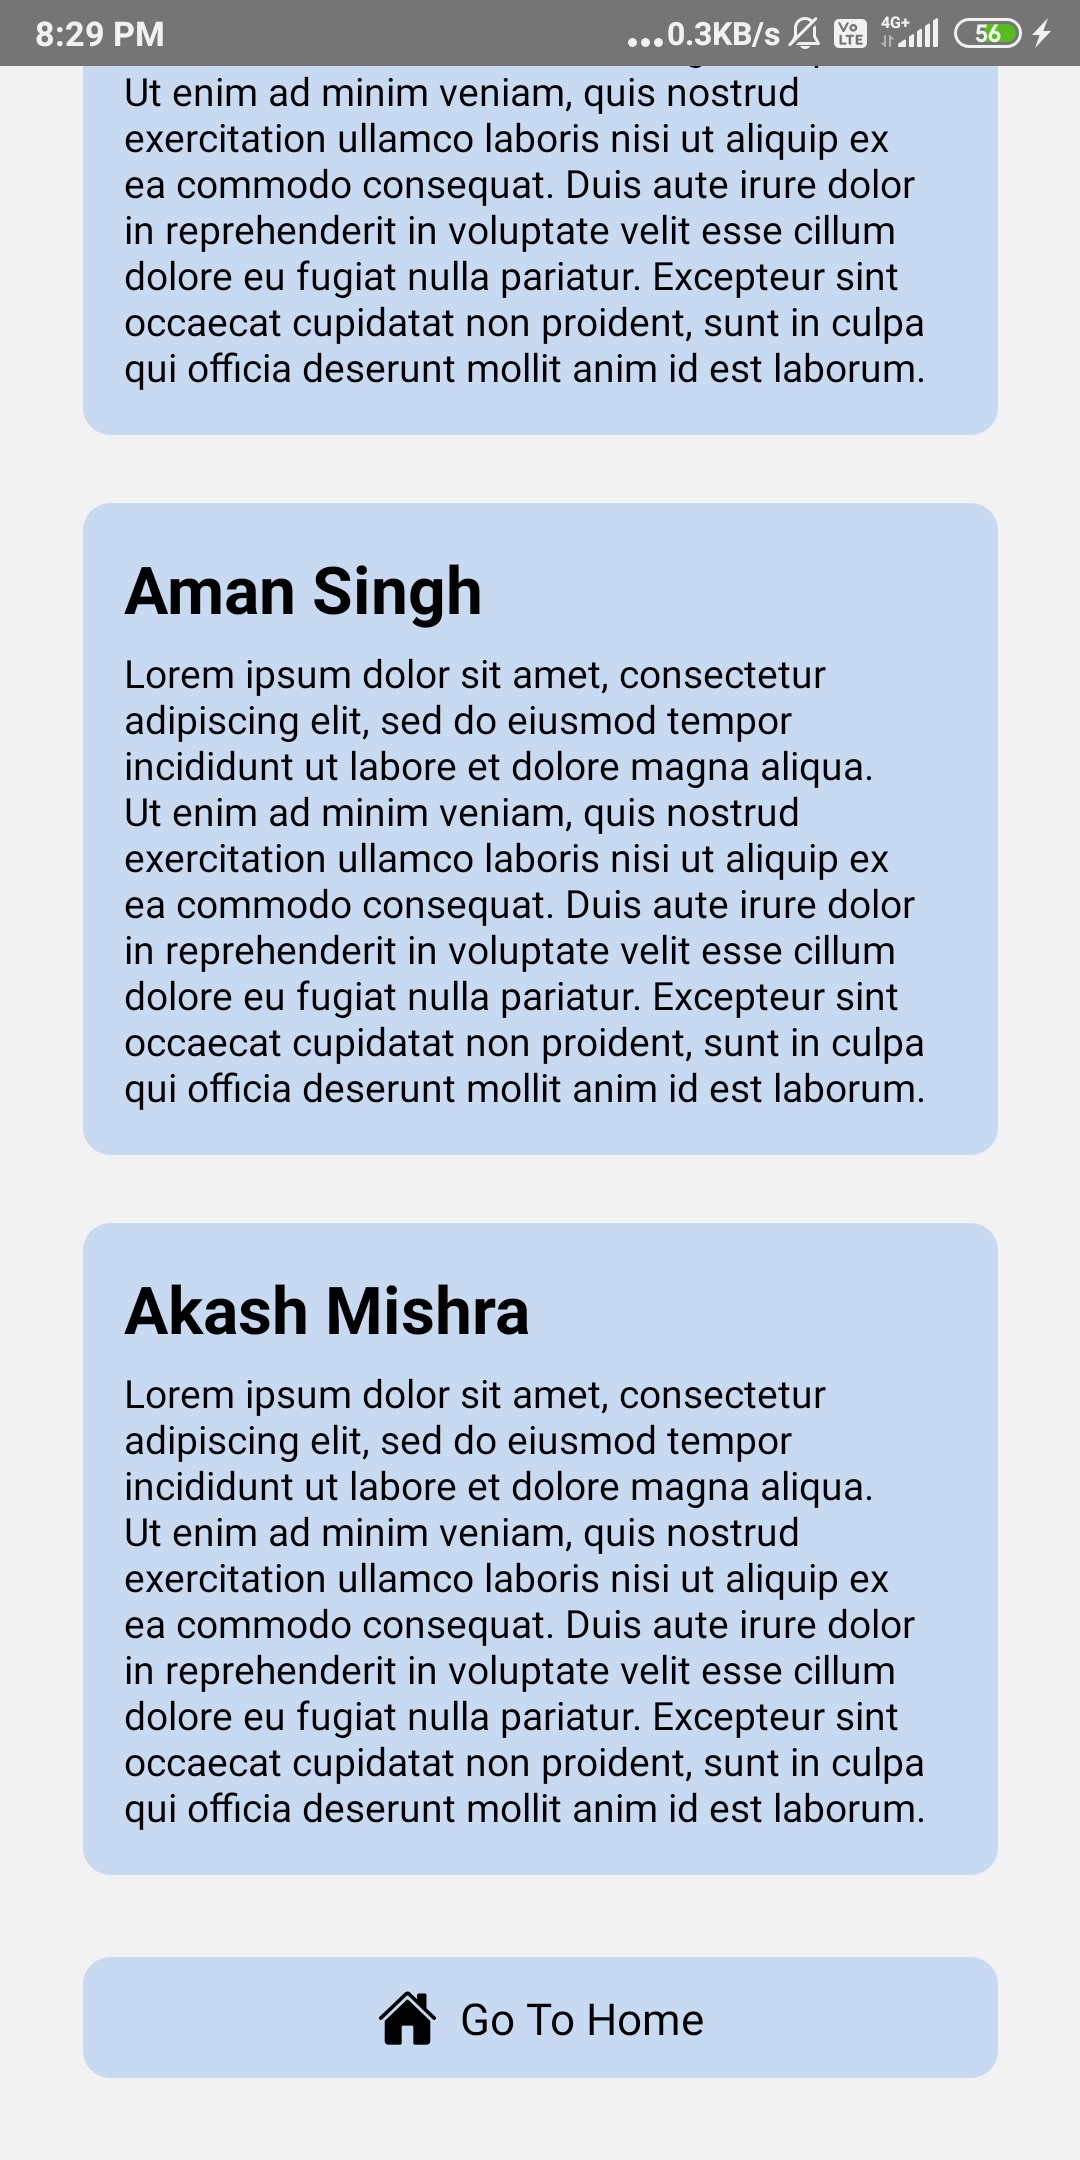 8:29 PM
...0.3KB/s
Vo
LTE
4G+
56
Ut enim ad minim veniam, quis nostrud
exercitation ullamco laboris nisi ut aliquip ex
ea commodo consequat. Duis aute irure dolor
in reprehenderit in voluptate velit esse cillum
dolore eu fugiat nulla pariatur. Excepteur sint
occaecat cupidatat non proident, sunt in culpa
qui officia deserunt mollit anim id est laborum.
Aman Singh
Lorem ipsum dolor sit amet, consectetur
adipiscing elit, sed do eiusmod tempor
incididunt ut labore et dolore magna aliqua.
Ut enim ad minim veniam, quis nostrud
exercitation ullamco laboris nisi ut aliquip ex
ea commodo consequat. Duis aute irure dolor
in reprehenderit in voluptate velit esse cillum
dolore eu fugiat nulla pariatur. Excepteur sint
occaecat cupidatat non proident, sunt in culpa
qui officia deserunt mollit anim id est laborum.
Akash Mishra
Lorem ipsum dolor sit amet, consectetur
adipiscing elit, sed do eiusmod tempor
incididunt ut labore et dolore magna aliqua.
Ut enim ad minim veniam, quis nostrud
exercitation ullamco laboris nisi ut aliquip ex
ea commodo consequat. Duis aute irure dolor
in reprehenderit in voluptate velit esse cillum
dolore eu fugiat nulla pariatur. Excepteur sint
occaecat cupidatat non proident, sunt in culpa
qui officia deserunt mollit anim id est laborum.
Go To Home